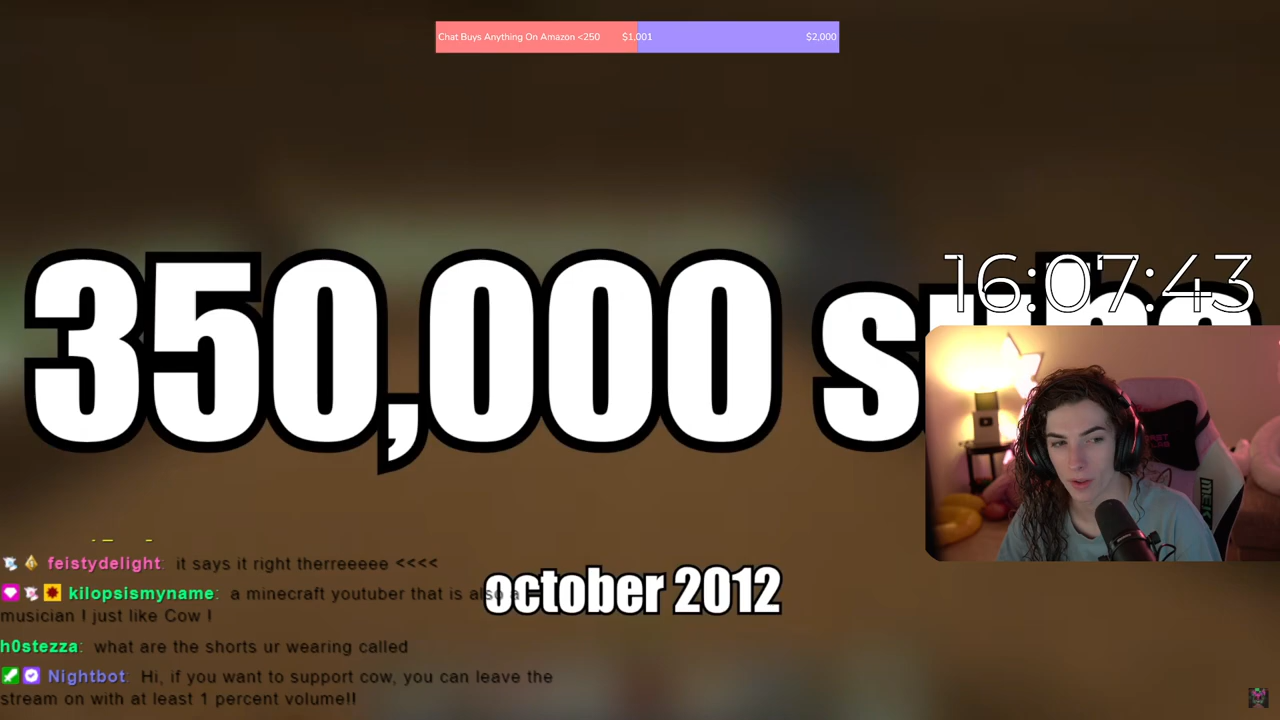 Chat Buys Anything On Amazon <250 $1,001 $2,000
16:07:43
350,000 subs
feistydelight: it says it right therreeeee <<<<
kilopsismyname: a minecraft youtuber that is also a
musician I just like Cow !
october 2012
h0stezza: what are the shorts ur wearing called
Nightbot: Hi, if you want to support cow, you can leave the
stream on with at least 1 percent volume!!